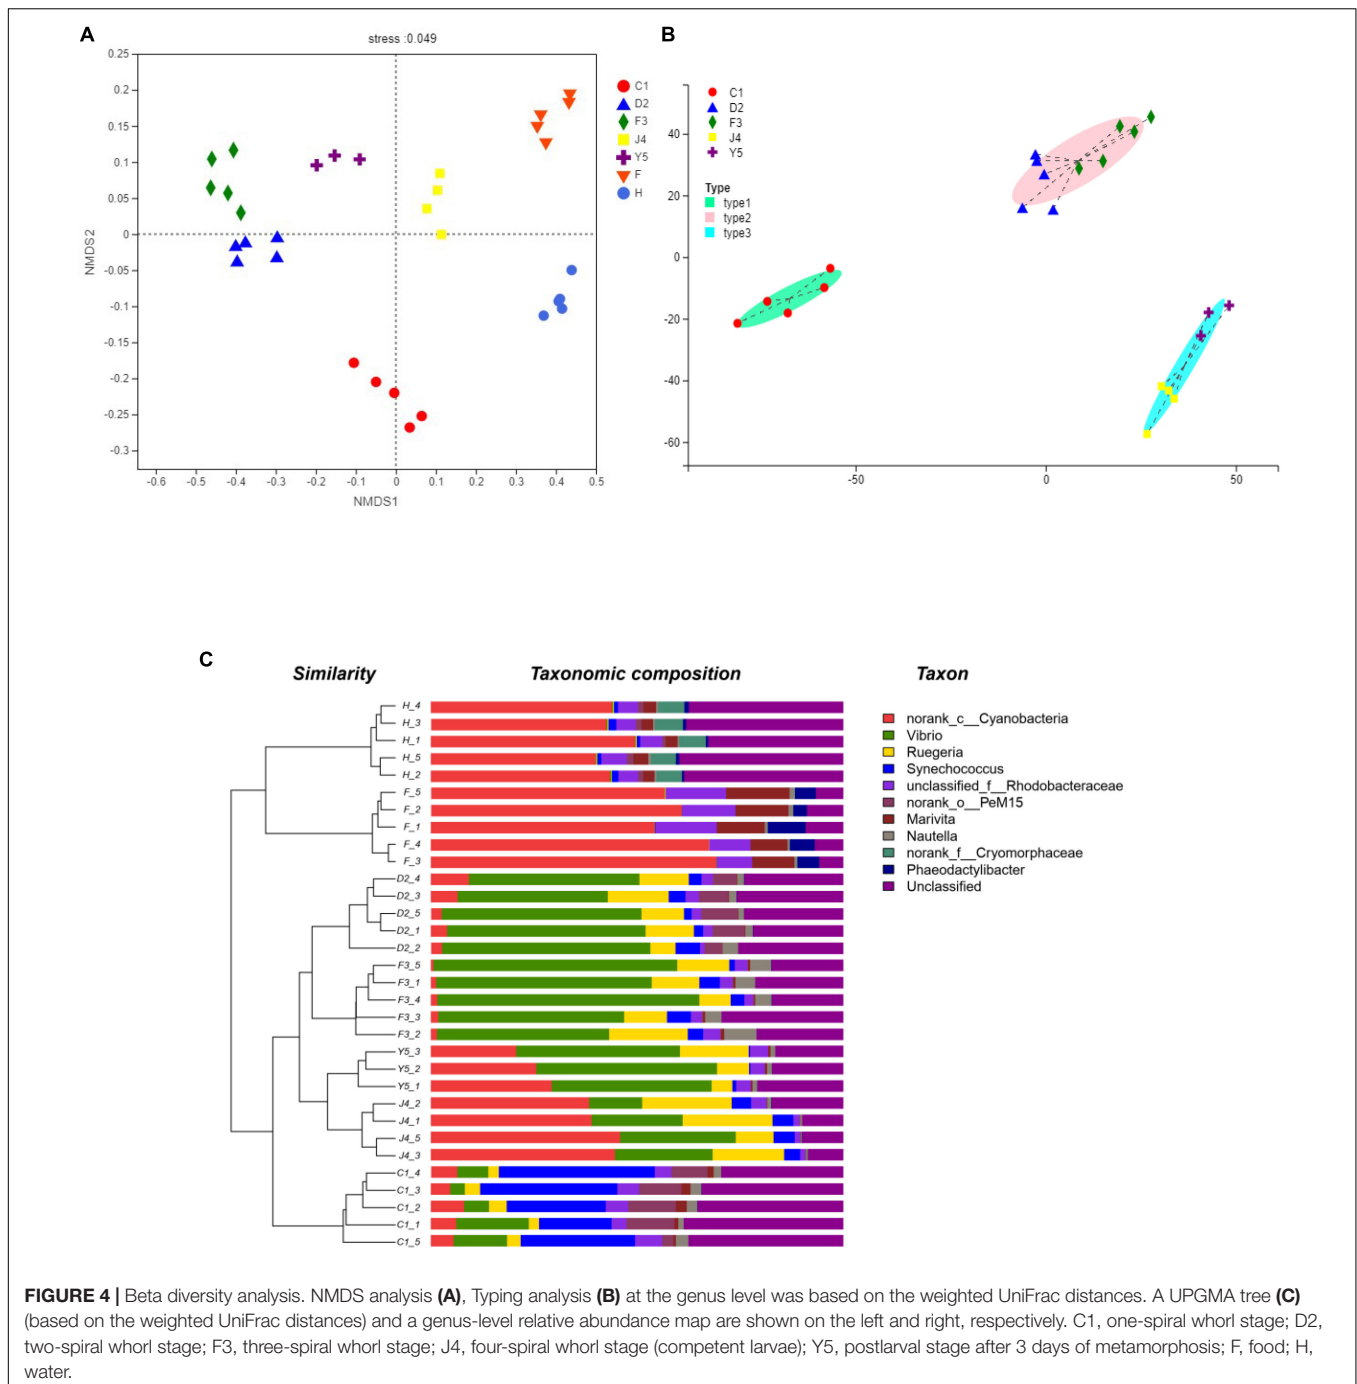 A
stress :0.049
0.25
0.2
0.15
0.1
0.05
0
-0.05
-0.1
-0.15
-0.2
-0.25
-0.3
NMDS2
-0.6 -0.5 -0.4 -0.3 -0.2 -0.1 0 0.1 0.2 0.3 0.4 0.5
NMDS1
C1
D2
F3
J4
Y5
F
H
B
C1
D2
F3
J4
Y5
Type
type1
type2
type3
40
20
0
-20
-40
-60
-50 0 50
C
Similarity Taxonomic composition Taxon
H_4
H_3
H_1
H_5
H_2
F_5
F_2
F_1
F_4
F_3
D2_4
D2_3
D2_5
D2_1
D2_2
F3_5
F3_1
F3_4
F3_3
F3_2
Y5_3
Y5_2
Y5_1
J4_2
J4_1
J4_5
J4_3
C1_4
C1_3
C1_2
C1_1
C1_5
norank_c__Cyanobacteria
Vibrio
Ruegeria
Synechococcus
unclassified_f__Rhodobacteraceae
norank_o__PeM15
Marivita
Nautella
norank_f__Cryomorphaceae
Phaeodactylibacter
Unclassified
FIGURE 4 | Beta diversity analysis. NMDS analysis (A), Typing analysis (B) at the genus level was based on the weighted UniFrac distances. A UPGMA tree (C)
(based on the weighted UniFrac distances) and a genus-level relative abundance map are shown on the left and right, respectively. C1, one-spiral whorl stage; D2,
two-spiral whorl stage; F3, three-spiral whorl stage; J4, four-spiral whorl stage (competent larvae); Y5, postlarval stage after 3 days of metamorphosis; F, food; H,
water.